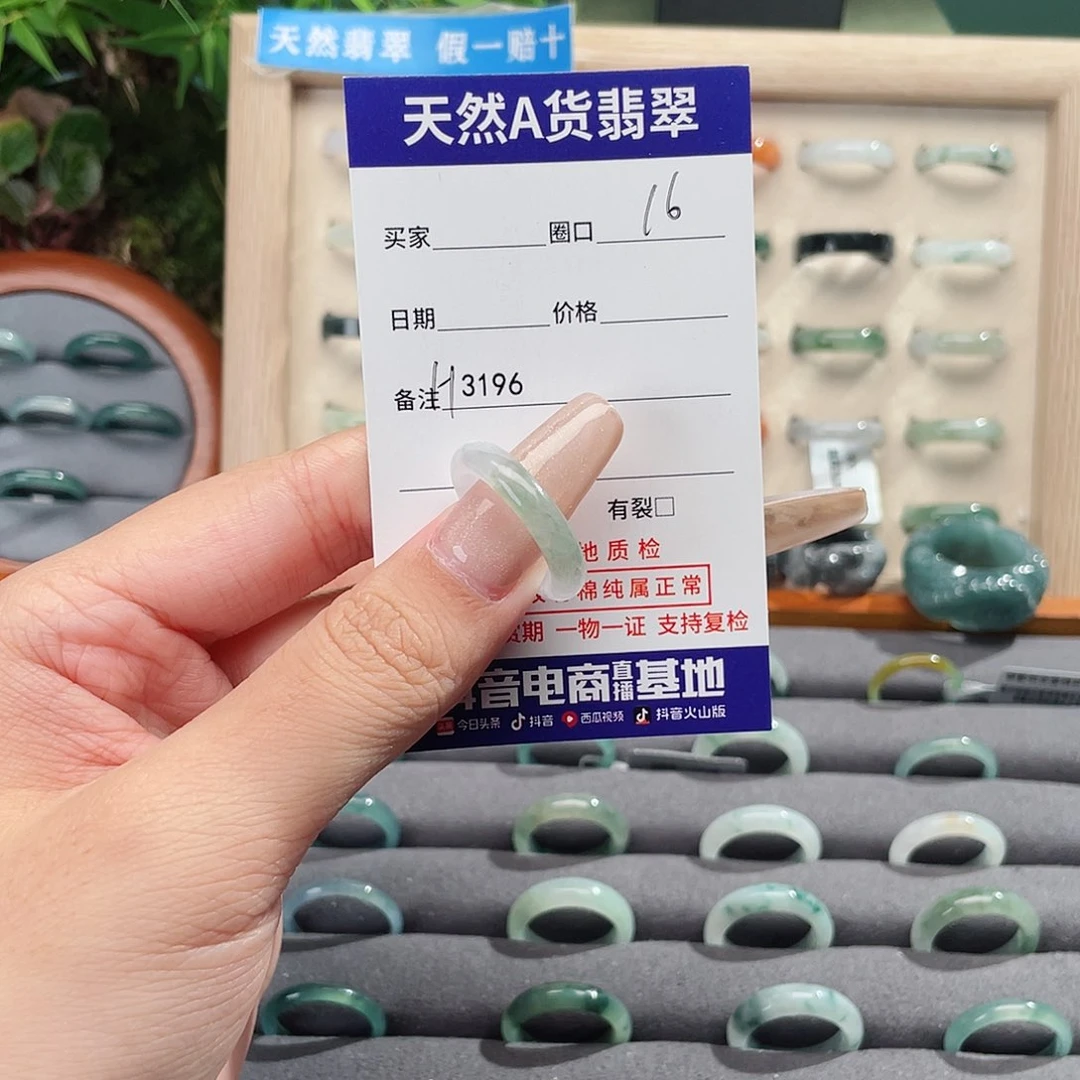 天然翡翠 假一赔十
天然A货翡翠
买家 圈口 16
日期 价格
备注 H3196
有裂□
地质检
棉纯属正常
货期 一物一证 支持复检
抖音电商直播基地
今日头条 抖音 西瓜视频 抖音火山版